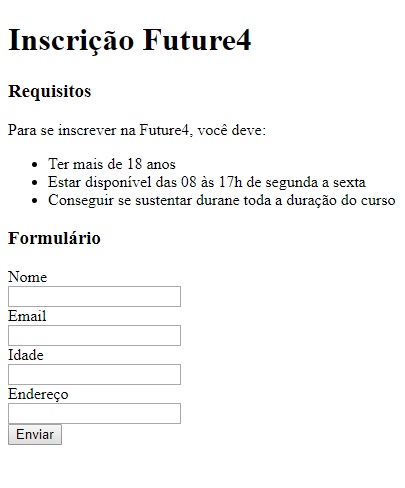 Inscrição Future4
Requisitos
Para se inscrever na Future4, você deve:
Ter mais de 18 anos
Estar disponível das 08 às 17h de segunda a sexta
Conseguir se sustentar durane toda a duração do curso
Formulário
Nome
Email
Idade
Endereço
Enviar